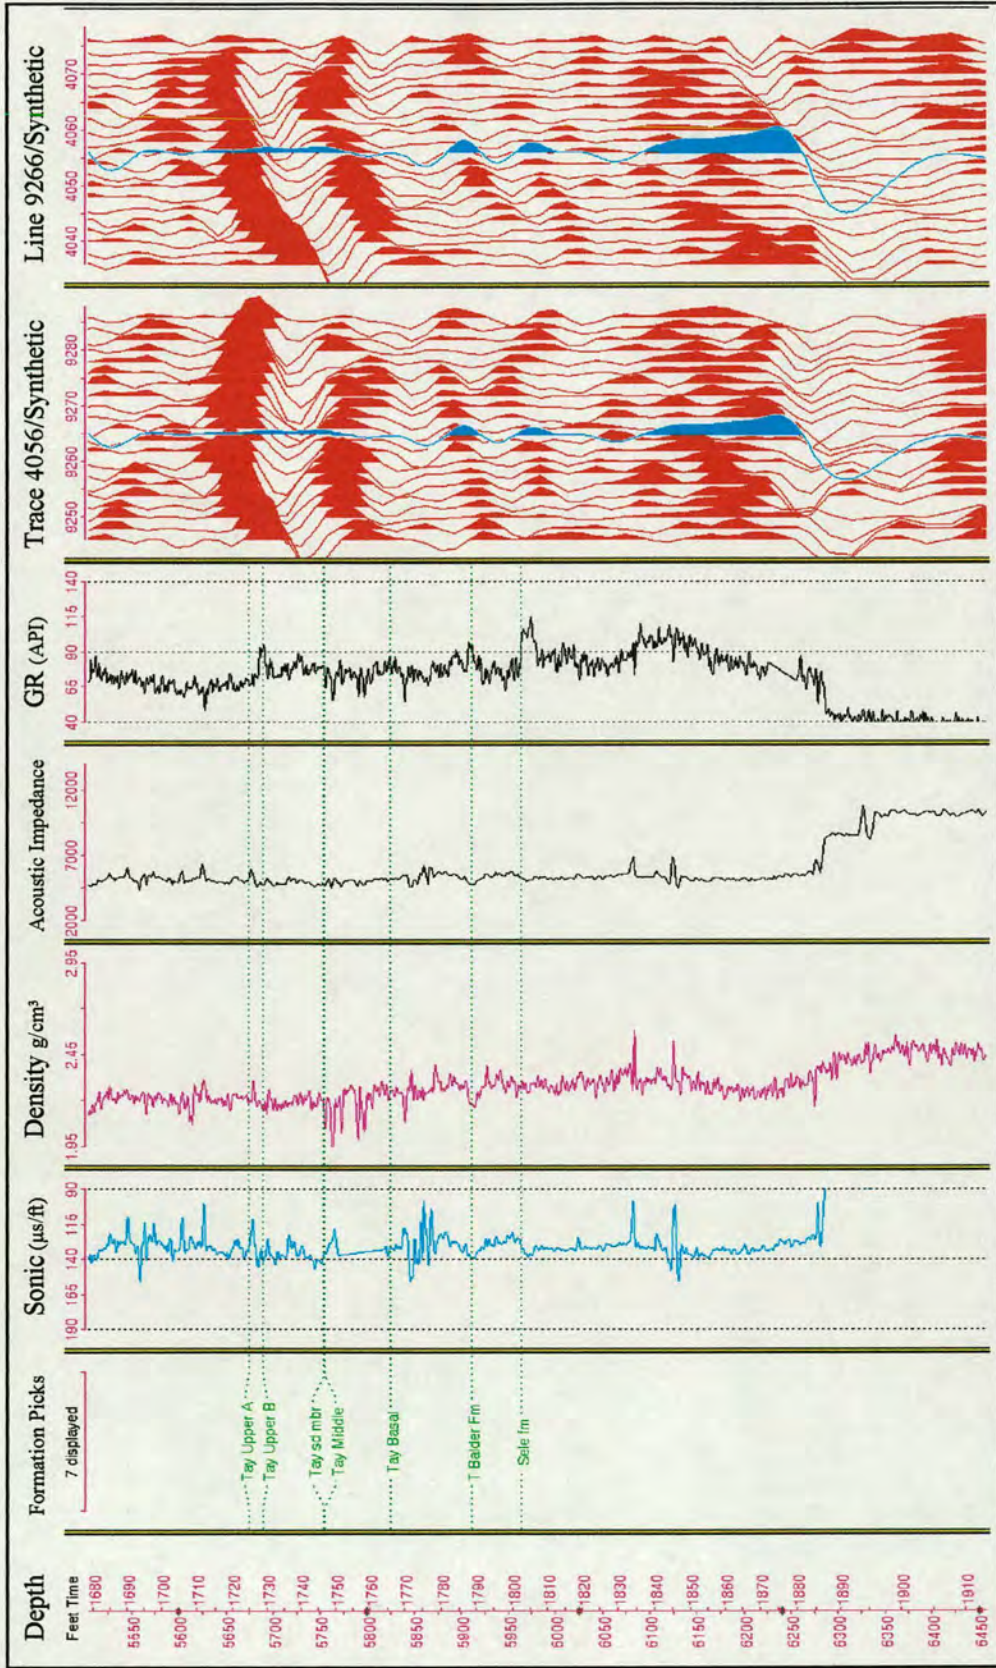 Depth
Feet Time
5550
5600
5650
5700
5750
5800
5850
5900
5950
6000
6050
6100
6150
6200
6250
6300
6350
6400
6450
1680
1690
1700
1710
1720
1730
1740
1750
1760
1770
1780
1790
1800
1810
1820
1830
1840
1850
1860
1870
1880
1890
1900
1910
Formation Picks
7 displayed
Tay Upper A
Tay Upper B
Tay sd mbr
Tay Middle
Tay Basal
T Balder Fm
Sele fm
Sonic (µs/ft)
190 165 140 115 90
Density g/cm³
1.95 2.45 2.95
Acoustic Impedance
2000 7000 12000
GR (API)
40 65 90 115 140
Trace 4056/Synthetic
9250 9260 9270 9280
Line 9266/Synthetic
4040 4050 4060 4070